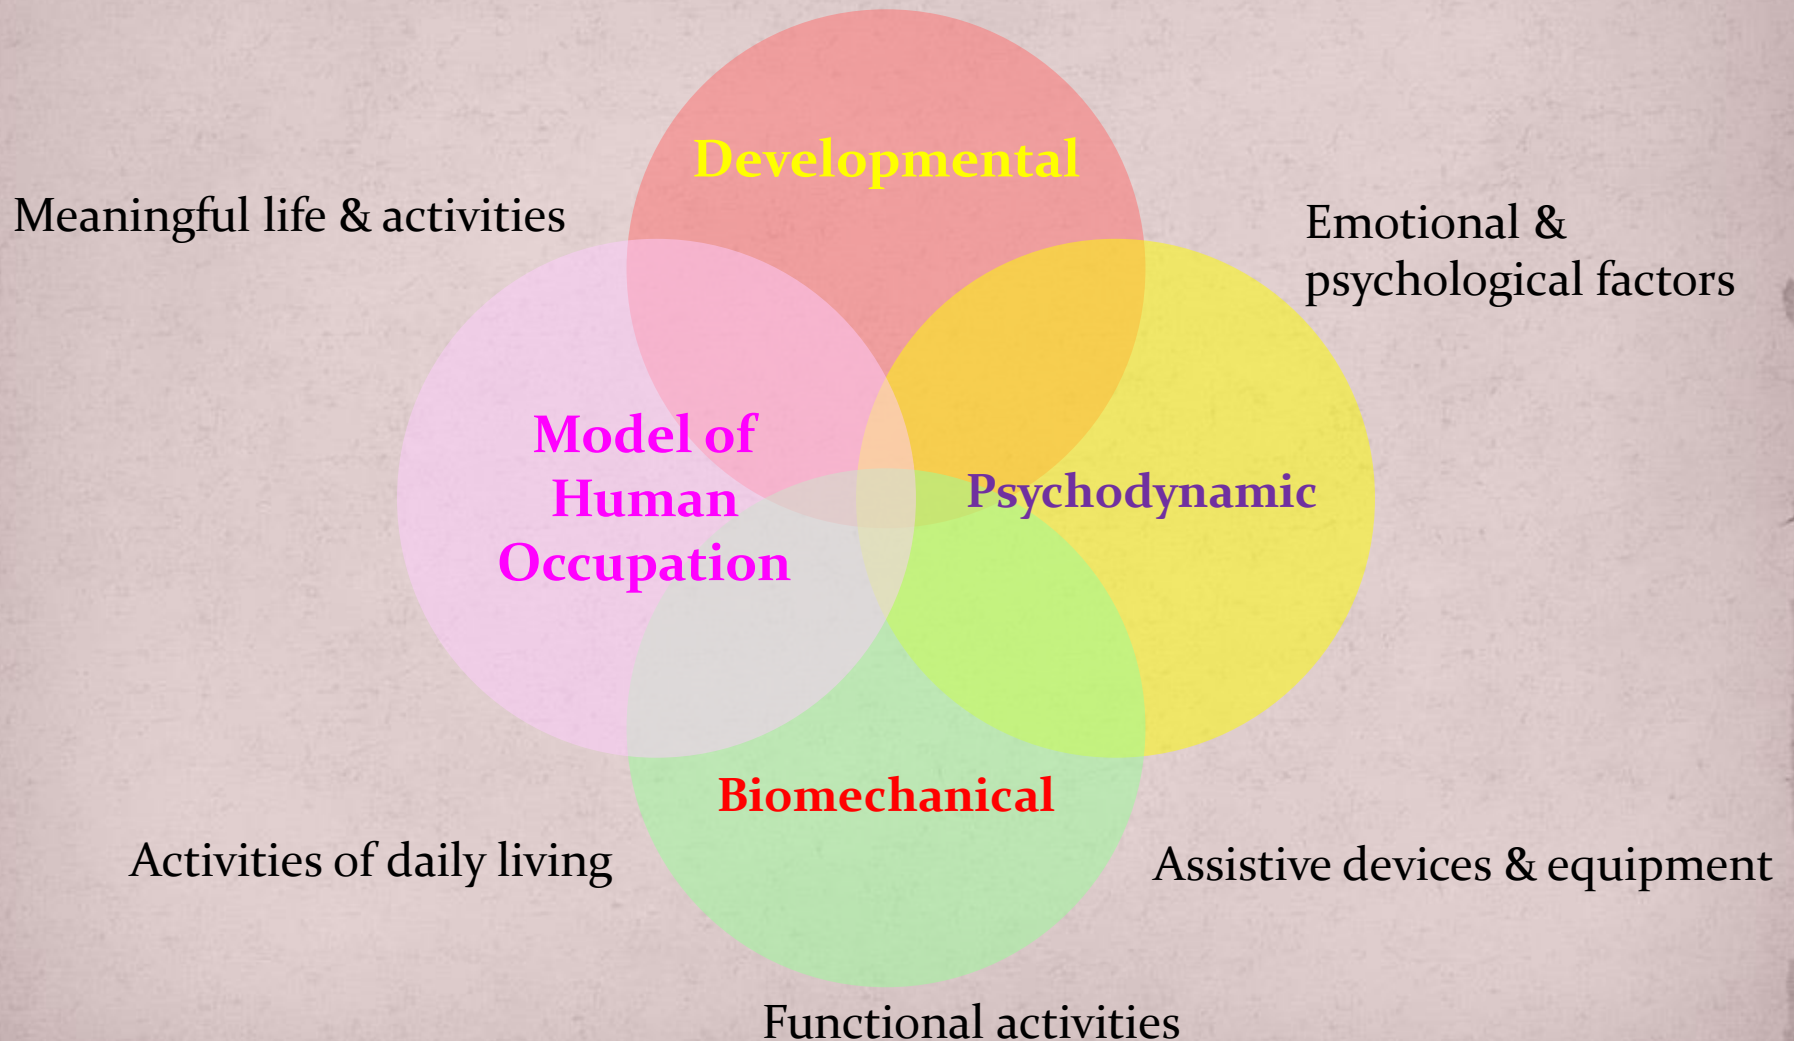 Developmental
Meaningful life & activities
Emotional &
psychological factors
Model of
Human
Occupation
Psychodynamic
Biomechanical
Activities of daily living
Assistive devices & equipment
Functional activities